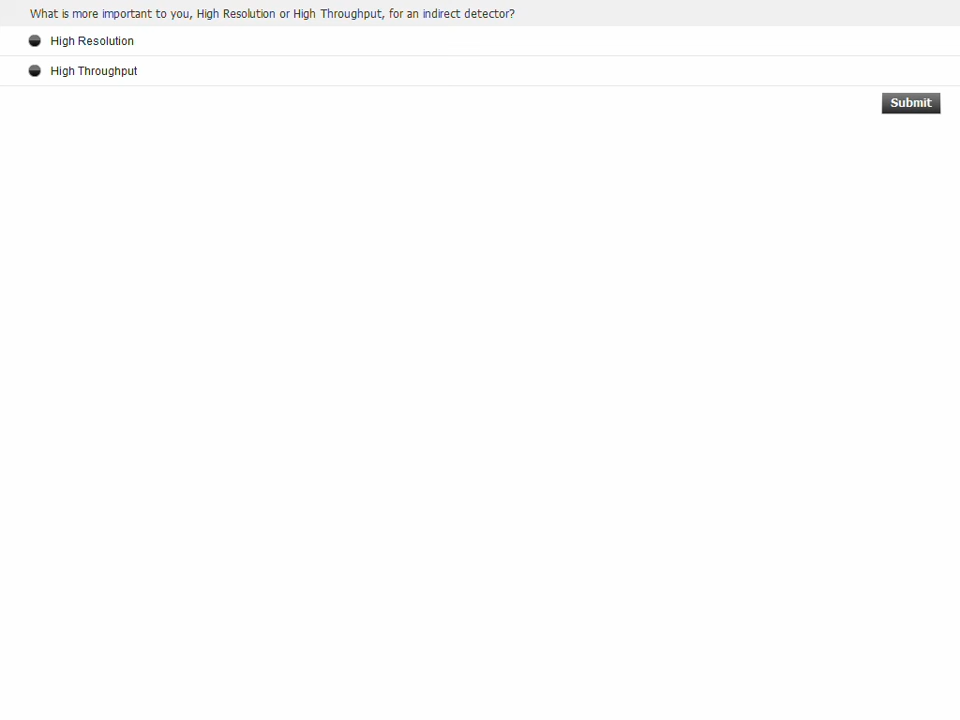 What is more important to you, High Resolution or High Throughput, for an indirect detector?
High Resolution
High Throughput
Submit